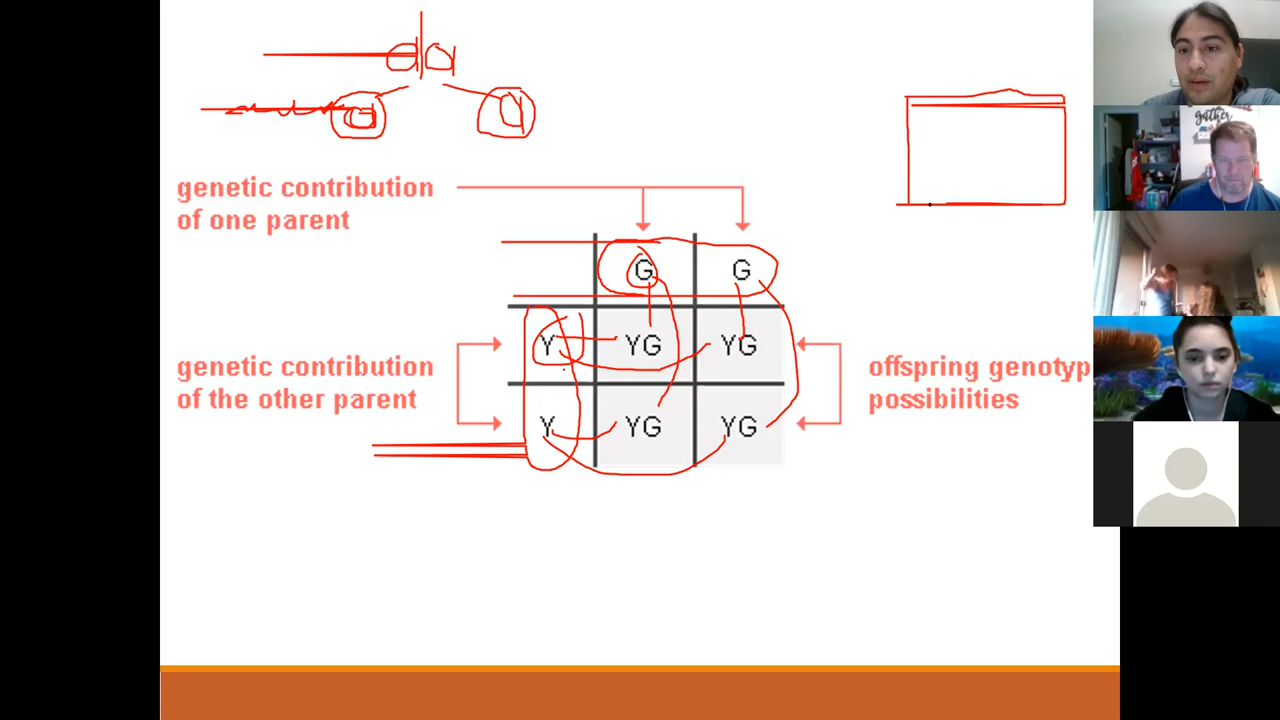 a a
a a
genetic contribution
of one parent
G G
Y YG YG
genetic contribution
of the other parent
offspring genotyp
possibilities
Y YG YG
gather